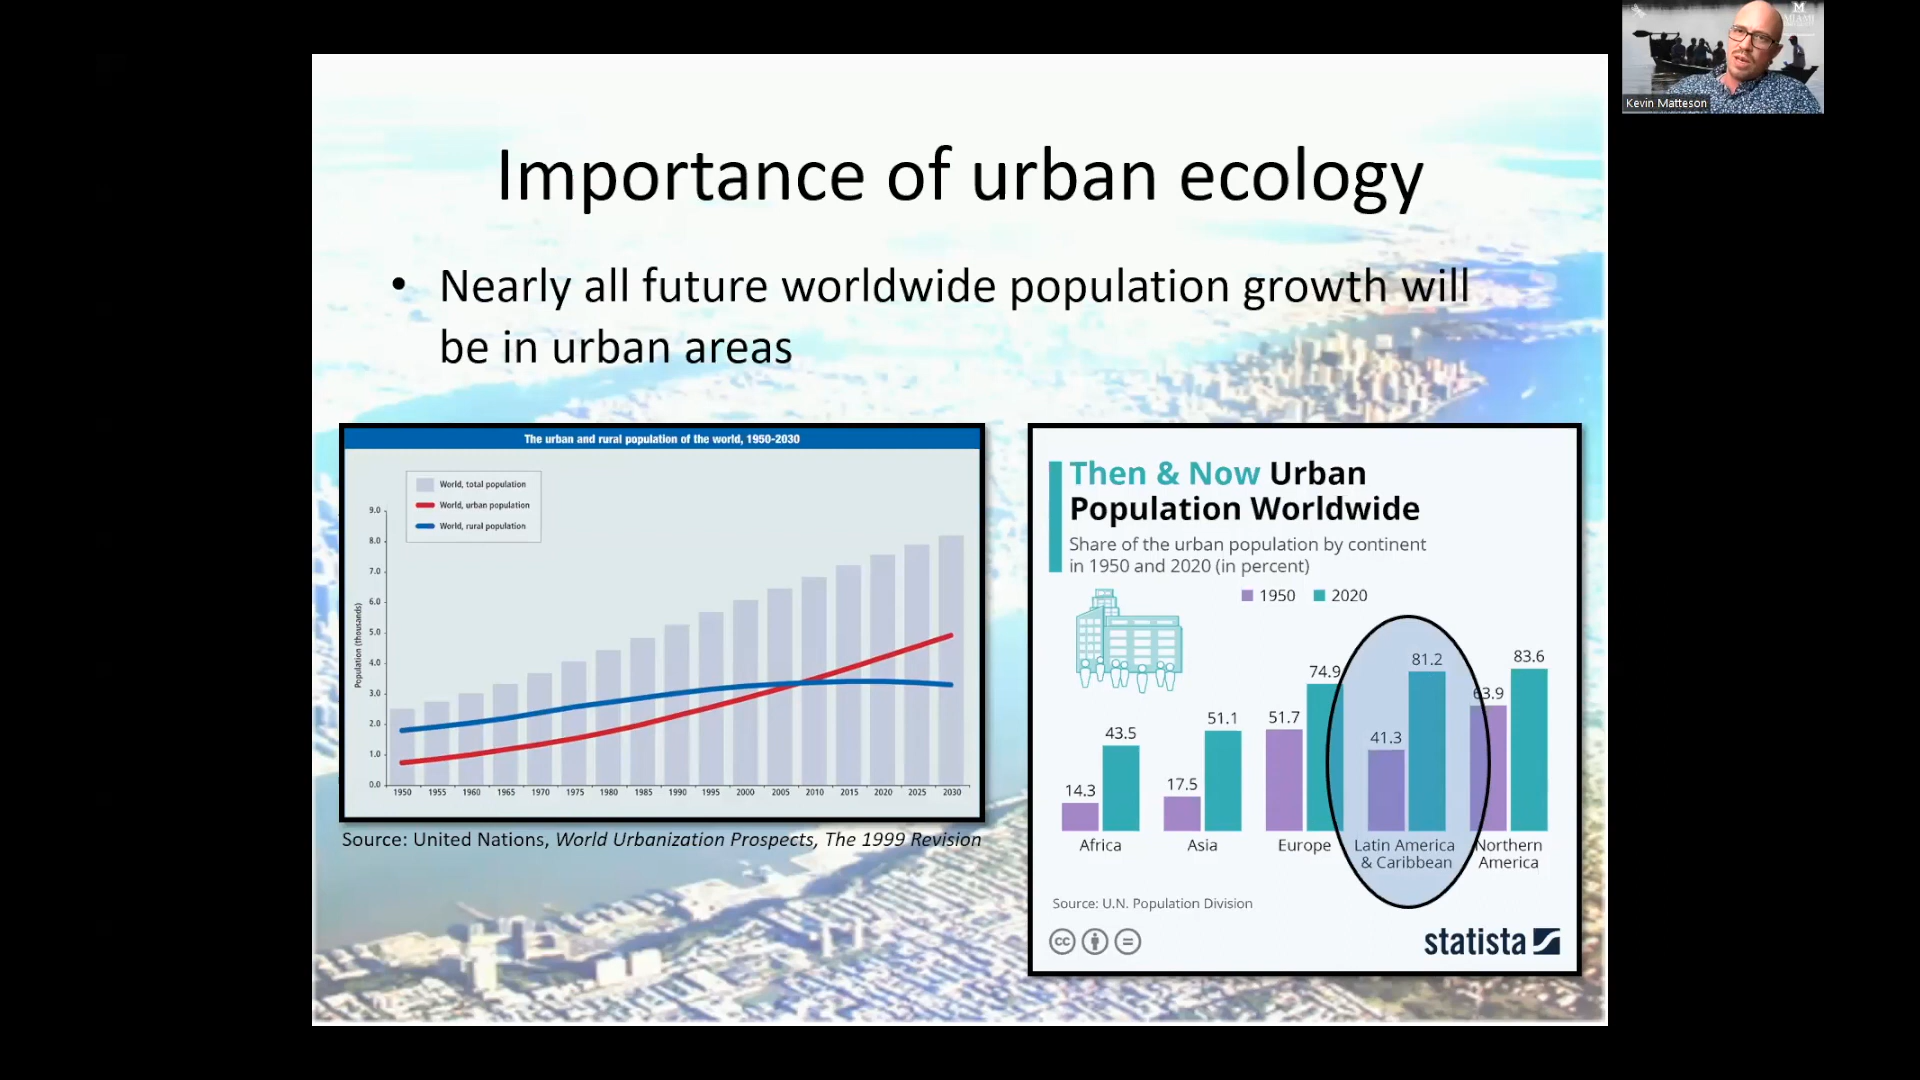 M
MIAMI
Kevin Matteson
Importance of urban ecology
• Nearly all future worldwide population growth will
be in urban areas
The urban and rural population of the world, 1950-2030
World, total population
World, urban population
World, rural population
Population (thousands)
9.0
8.0
7.0
6.0
5.0
4.0
3.0
2.0
1.0
0.0
1950 1955 1960 1965 1970 1975 1980 1985 1990 1995 2000 2005 2010 2015 2020 2025 2030
Source: United Nations, World Urbanization Prospects, The 1999 Revision
Then & Now Urban
Population Worldwide
Share of the urban population by continent
in 1950 and 2020 (in percent)
1950 2020
14.3 43.5
17.5 51.1
51.7 74.9
41.3 81.2
63.9 83.6
Africa Asia Europe Latin America Northern
& Caribbean America
Source: U.N. Population Division
cc
statista